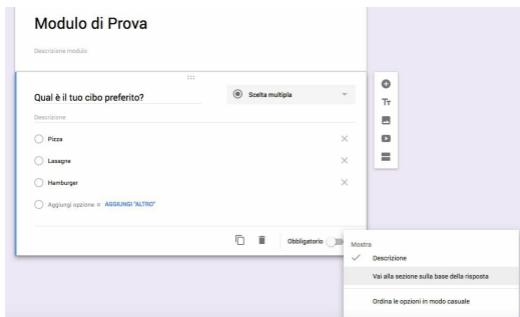 Modulo di Prova
Descrizione modulo
Qual è il tuo cibo preferito?
Scelta multipla
Descrizione
Pizza
Lasagne
Hamburger
Aggiungi opzione o AGGIUNGI "ALTRO"
Tт
Obbligatorio
Mostra
Descrizione
Vai alla sezione sulla base della risposta
Ordina le opzioni in modo casuale